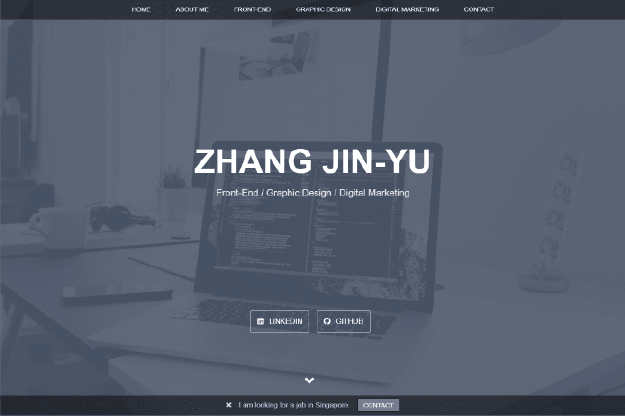 HOME ABOUT ME FRONT-END GRAPHIC DESIGN DIGITAL MARKETING CONTACT
ZHANG JIN-YU
Front-End / Graphic Design / Digital Marketing
LINKEDIN GITHUB
I am looking for a job in Singapore. CONTACT